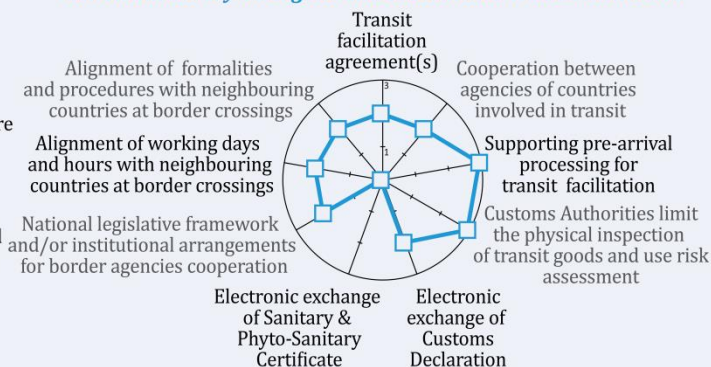 Transit
facilitation
agreement(s)
Alignment of formalities
and procedures with neighbouring
countries at border crossings
Cooperation between
agencies of countries
involved in transit
3
1
re
Alignment of working days
and hours with neighbouring
countries at border crossings
Supporting pre-arrival
processing for
transit facilitation
National legislative framework
and/or institutional arrangements
for border agencies cooperation
Customs Authorities limit
the physical inspection
of transit goods and use risk
assessment
Electronic exchange
of Sanitary &
Phyto-Sanitary
Certificate
Electronic
exchange of
Customs
Declaration